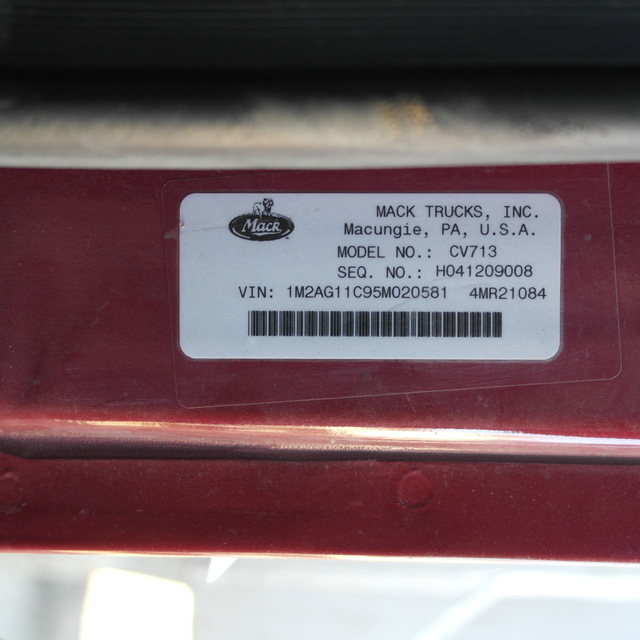 Mack
MACK TRUCKS, INC.
Macungie, PA, U.S.A.
MODEL NO.: CV713
SEQ. NO.: H041209008
VIN: 1M2AG11C95M020581 4MR21084